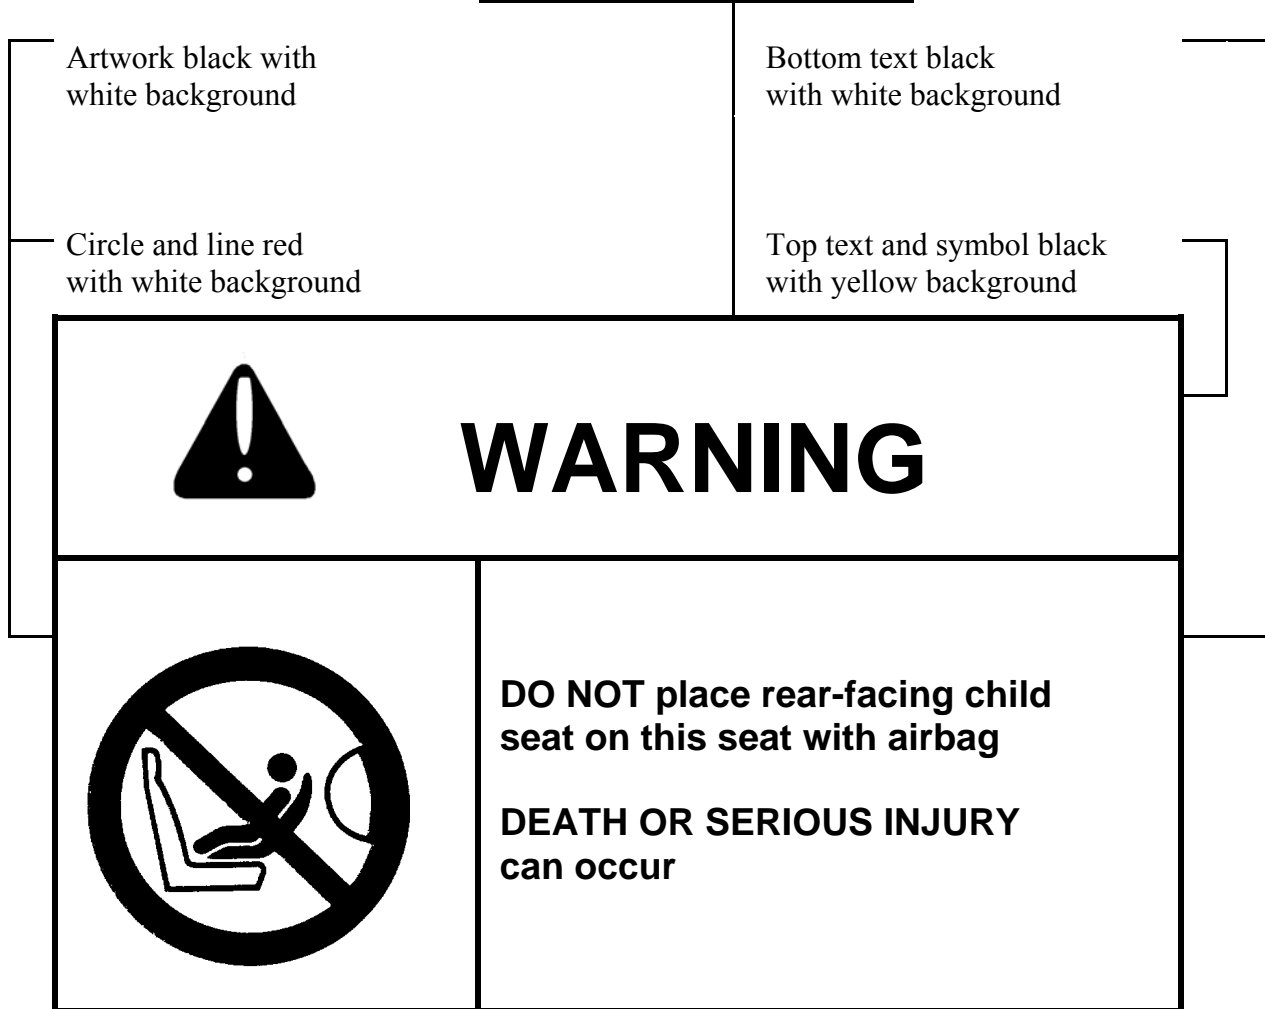 Artwork black with
white background
Bottom text black
with white background
Circle and line red
with white background
Top text and symbol black
with yellow background
WARNING
DO NOT place rear-facing child
seat on this seat with airbag
DEATH OR SERIOUS INJURY
can occur